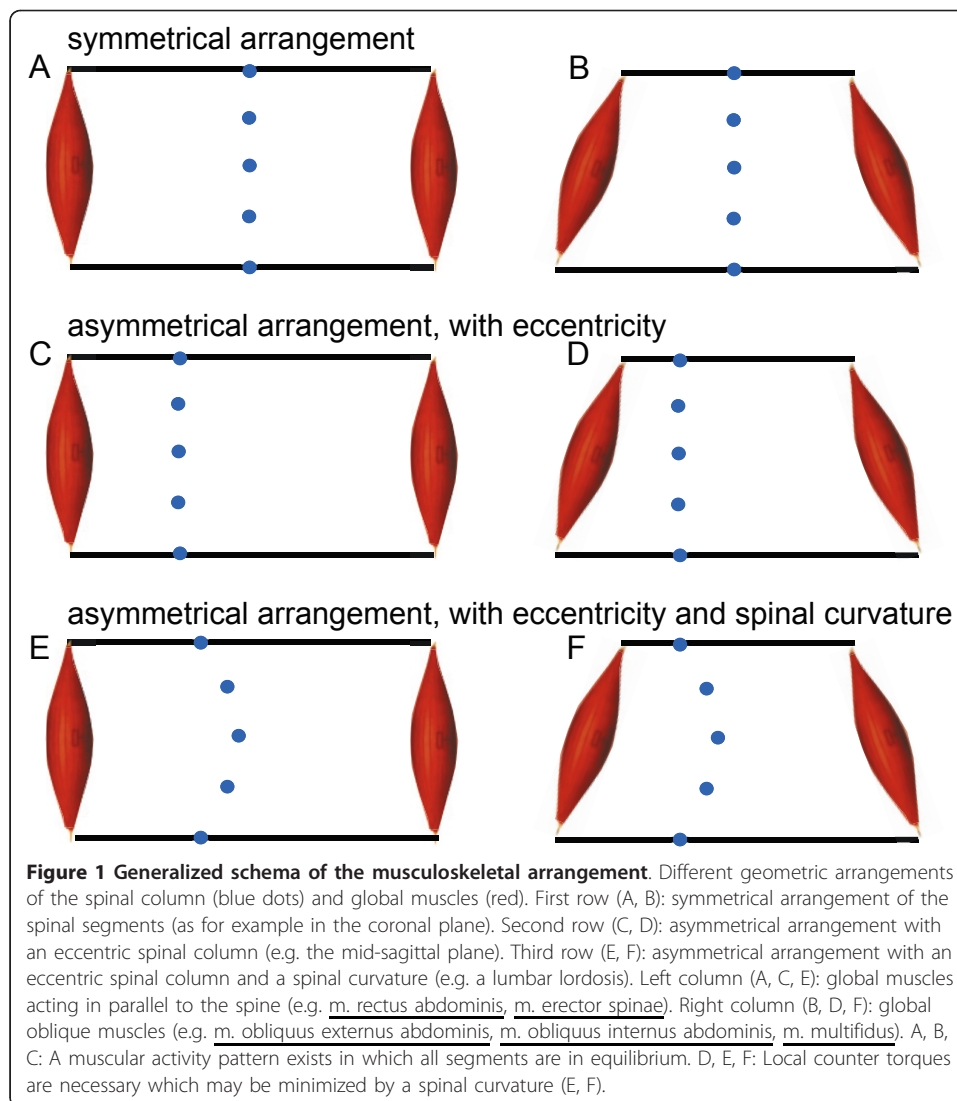 symmetrical arrangement
A
B
asymmetrical arrangement, with eccentricity
C
D
asymmetrical arrangement, with eccentricity and spinal curvature
E
F
Figure 1 Generalized schema of the musculoskeletal arrangement. Different geometric arrangements
of the spinal column (blue dots) and global muscles (red). First row (A, B): symmetrical arrangement of the
spinal segments (as for example in the coronal plane). Second row (C, D): asymmetrical arrangement with
an eccentric spinal column (e.g. the mid-sagittal plane). Third row (E, F): asymmetrical arrangement with an
eccentric spinal column and a spinal curvature (e.g. a lumbar lordosis). Left column (A, C, E): global muscles
acting in parallel to the spine (e.g. m. rectus abdominis, m. erector spinae). Right column (B, D, F): global
oblique muscles (e.g. m. obliquus externus abdominis, m. obliquus internus abdominis, m. multifidus). A, B,
C: A muscular activity pattern exists in which all segments are in equilibrium. D, E, F: Local counter torques
are necessary which may be minimized by a spinal curvature (E, F).